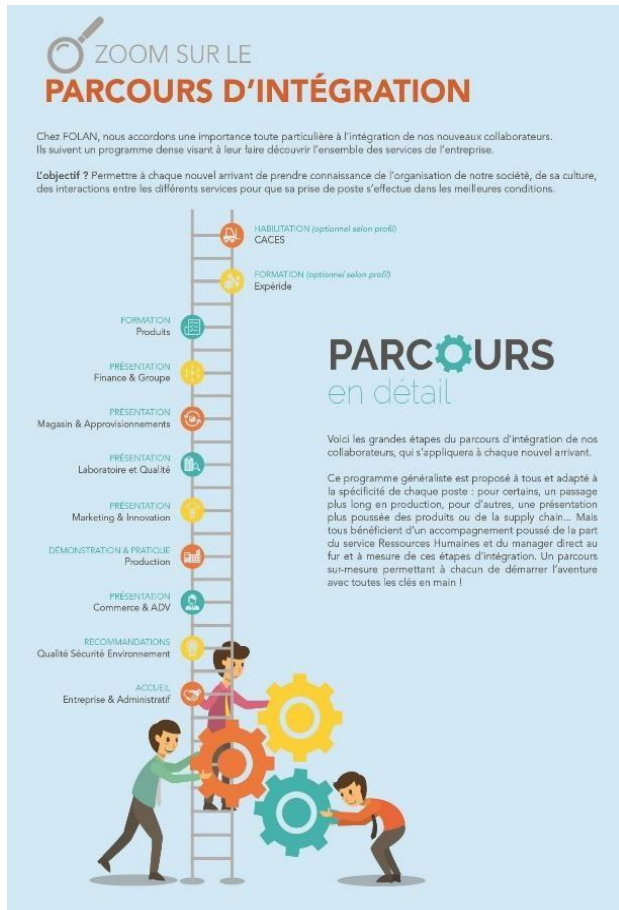 ZOOM SUR LE
PARCOURS D'INTÉGRATION
Chez FOLAN, nous accordons une importance toute particulière à l'intégration de nos nouveaux collaborateurs.
Ils suivent un programme dense visant à leur faire découvrir l'ensemble des services de l'entreprise.
L'objectif ? Permettre à chaque nouvel arrivant de prendre connaissance de l'organisation de notre société, de sa culture,
des interactions entre les différents services pour que sa prise de poste s'effectue dans les meilleures conditions.
HABILITATION (optionnel selon profil)
CACES
FORMATION (optionnel selon profil)
Expéride
FORMATION
Produits
PRÉSENTATION
Finance & Groupe
PRÉSENTATION
Magasin & Approvisionnements
PRÉSENTATION
Laboratoire et Qualité
PRÉSENTATION
Marketing & Innovation
DÉMONSTRATION & PRATIQUE
Production
PRÉSENTATION
Commerce & ADV
RECOMMANDATIONS
Qualité Sécurité Environnement
ACCUEIL
Entreprise & Administratif
PARCOURS
en détail
Voici les grandes étapes du parcours d'intégration de nos
collaborateurs, qui s'appliquera à chaque nouvel arrivant.
Ce programme généraliste est proposé à tous et adapté à
la spécificité de chaque poste : pour certains, un passage
plus long en production, pour d'autres, une présentation
plus poussée des produits ou de la supply chain... Mais
tous bénéficient d'un accompagnement poussé de la part
du service Ressources Humaines et du manager direct au
fur et à mesure de ces étapes d'intégration. Un parcours
sur-mesure permettant à chacun de démarrer l'aventure
avec toutes les clés en main !